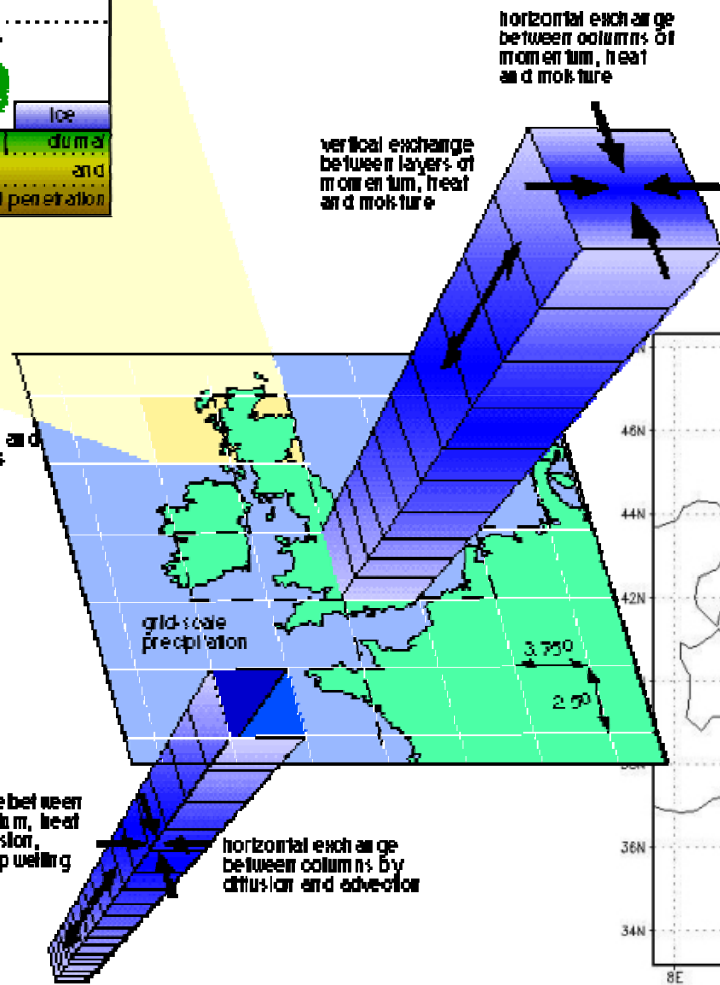 horizontal exchange
between columns of
momentum, heat
and moisture
Ice
diurnal
and
penetration
vertical exchange
between layers of
momentum, heat
and moisture
and
46N
44N
42N
grid-scale
precipitation
3.75°
2.5°
38N
e between
um, heat
sion,
p welling
horizontal exchange
between columns by
diffusion and advection
36N
34N
8E